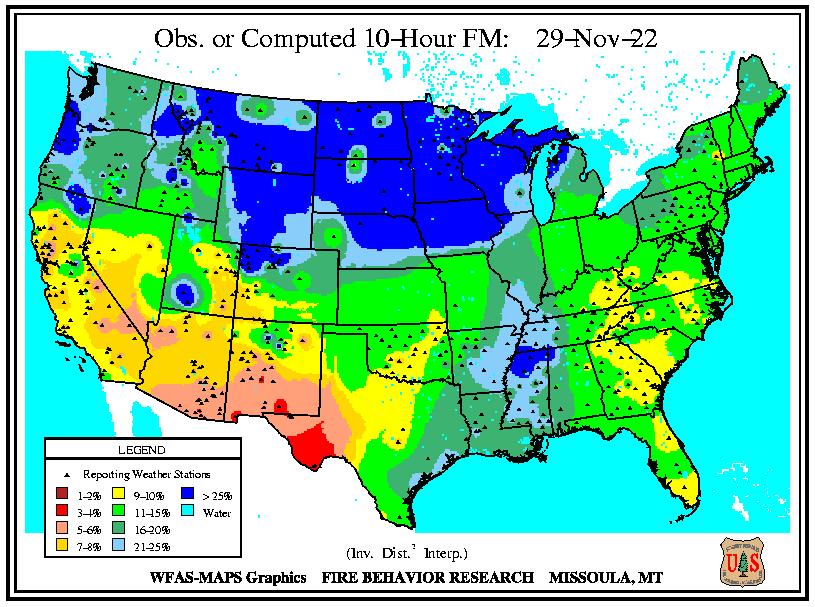 Obs. or Computed 10-Hour FM: 29-Nov-22
LEGEND
Reporting Weather Stations
1-2% 9-10% > 25%
3-4% 11-15% Water
5-6% 16-20%
7-8% 21-25%
(Inv. Dist.² Interp.)
WFAS-MAPS Graphics FIRE BEHAVIOR RESEARCH MISSOULA, MT
U S